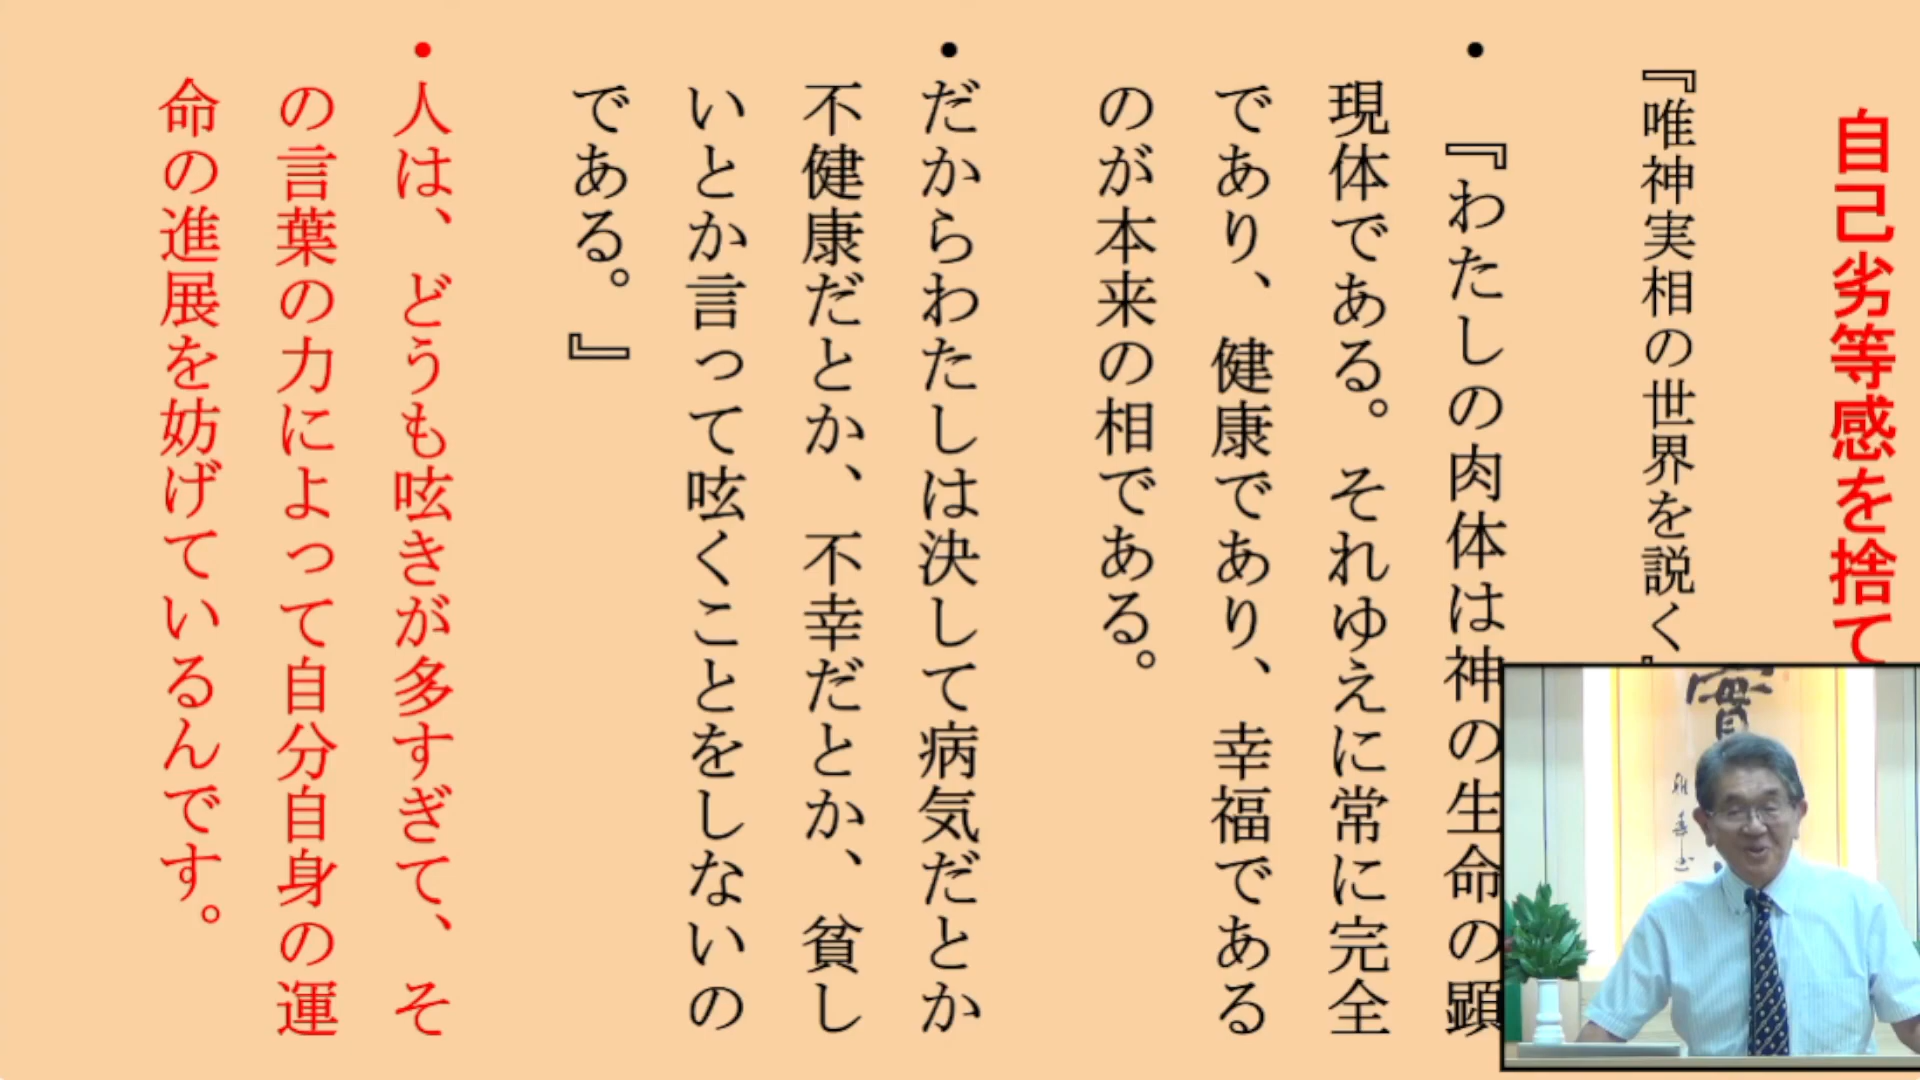 自己劣等感を捨て
『唯神実相の世界を説く
・『わたしの肉体は神の生命の顕
現体である。それゆえに常に完全
であり、健康であり、幸福である
のが本来の相である。
・だからわたしは決して病気だとか
不健康だとか、不幸だとか、貧し
いとか言って呟くことをしないの
である。』
・人は、どうも呟きが多すぎて、そ
の言葉の力によって自分自身の運
命の進展を妨げているんです。
實